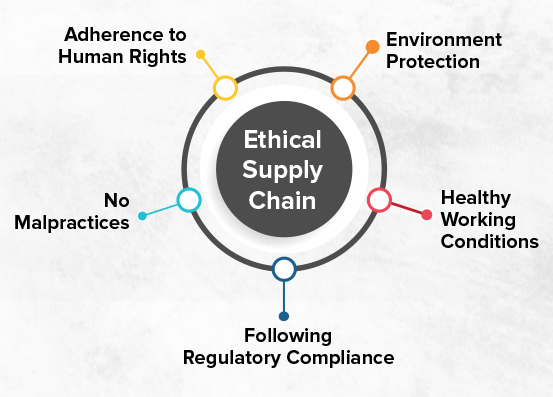 Adherence to
Human Rights
Environment
Protection
Ethical
Supply
Chain
No
Malpractices
Healthy
Working
Conditions
Following
Regulatory Compliance